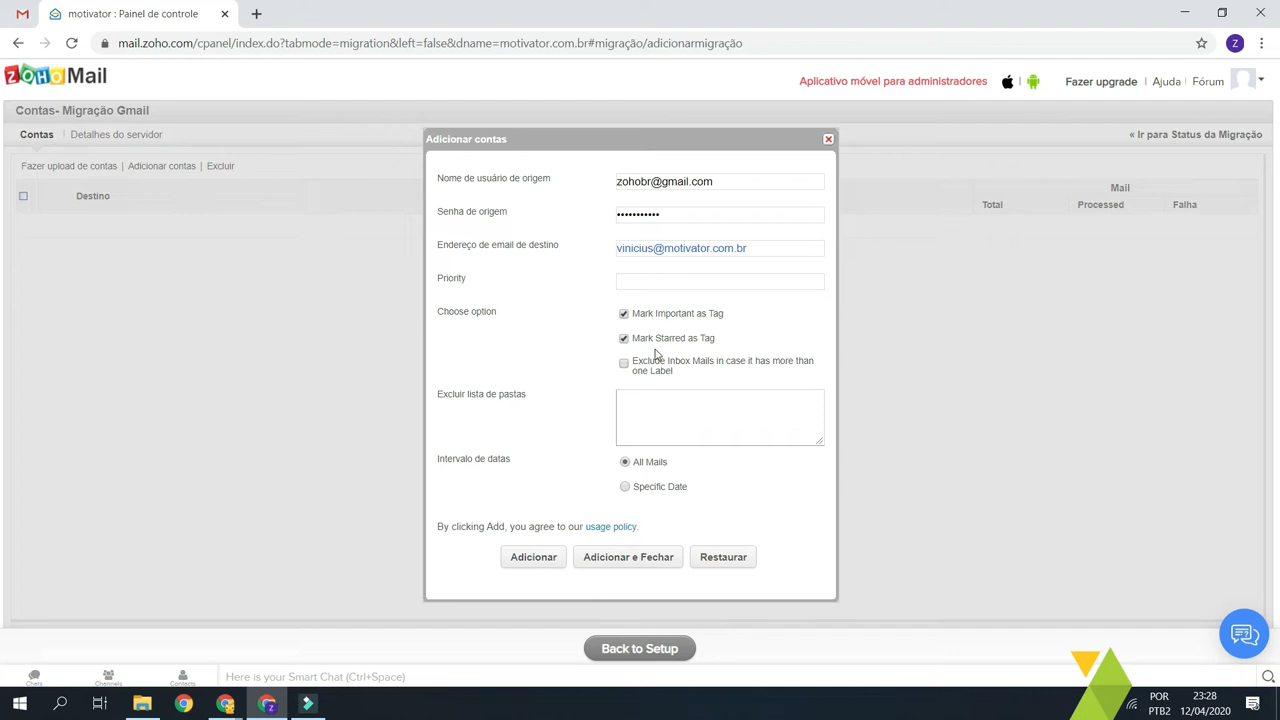 motivator : Painel de controle
mail.zoho.com/cpanel/index.do?tabmode=migration&left=false&dname=motivator.com.br#migração/adicionarmigração
ZOHO Mail
Aplicativo móvel para administradores
Fazer upgrade
Ajuda
Fórum
Contas- Migração Gmail
Contas
Detalhes do servidor
« Ir para Status da Migração
Fazer upload de contas | Adicionar contas | Excluir
Destino
Mail
Total
Processed
Falha
Adicionar contas
Nome de usuário de origem
zohobr@gmail.com
Senha de origem
•••••••••••
Endereço de email de destino
vinicius@motivator.com.br
Priority
Choose option
Mark Important as Tag
Mark Starred as Tag
Exclude Inbox Mails in case it has more than
one Label
Excluir lista de pastas
Intervalo de datas
All Mails
Specific Date
By clicking Add, you agree to our usage policy.
Adicionar
Adicionar e Fechar
Restaurar
Back to Setup
Chats
Channels
Contacts
Here is your Smart Chat (Ctrl+Space)
POR
PTB2
23:28
12/04/2020